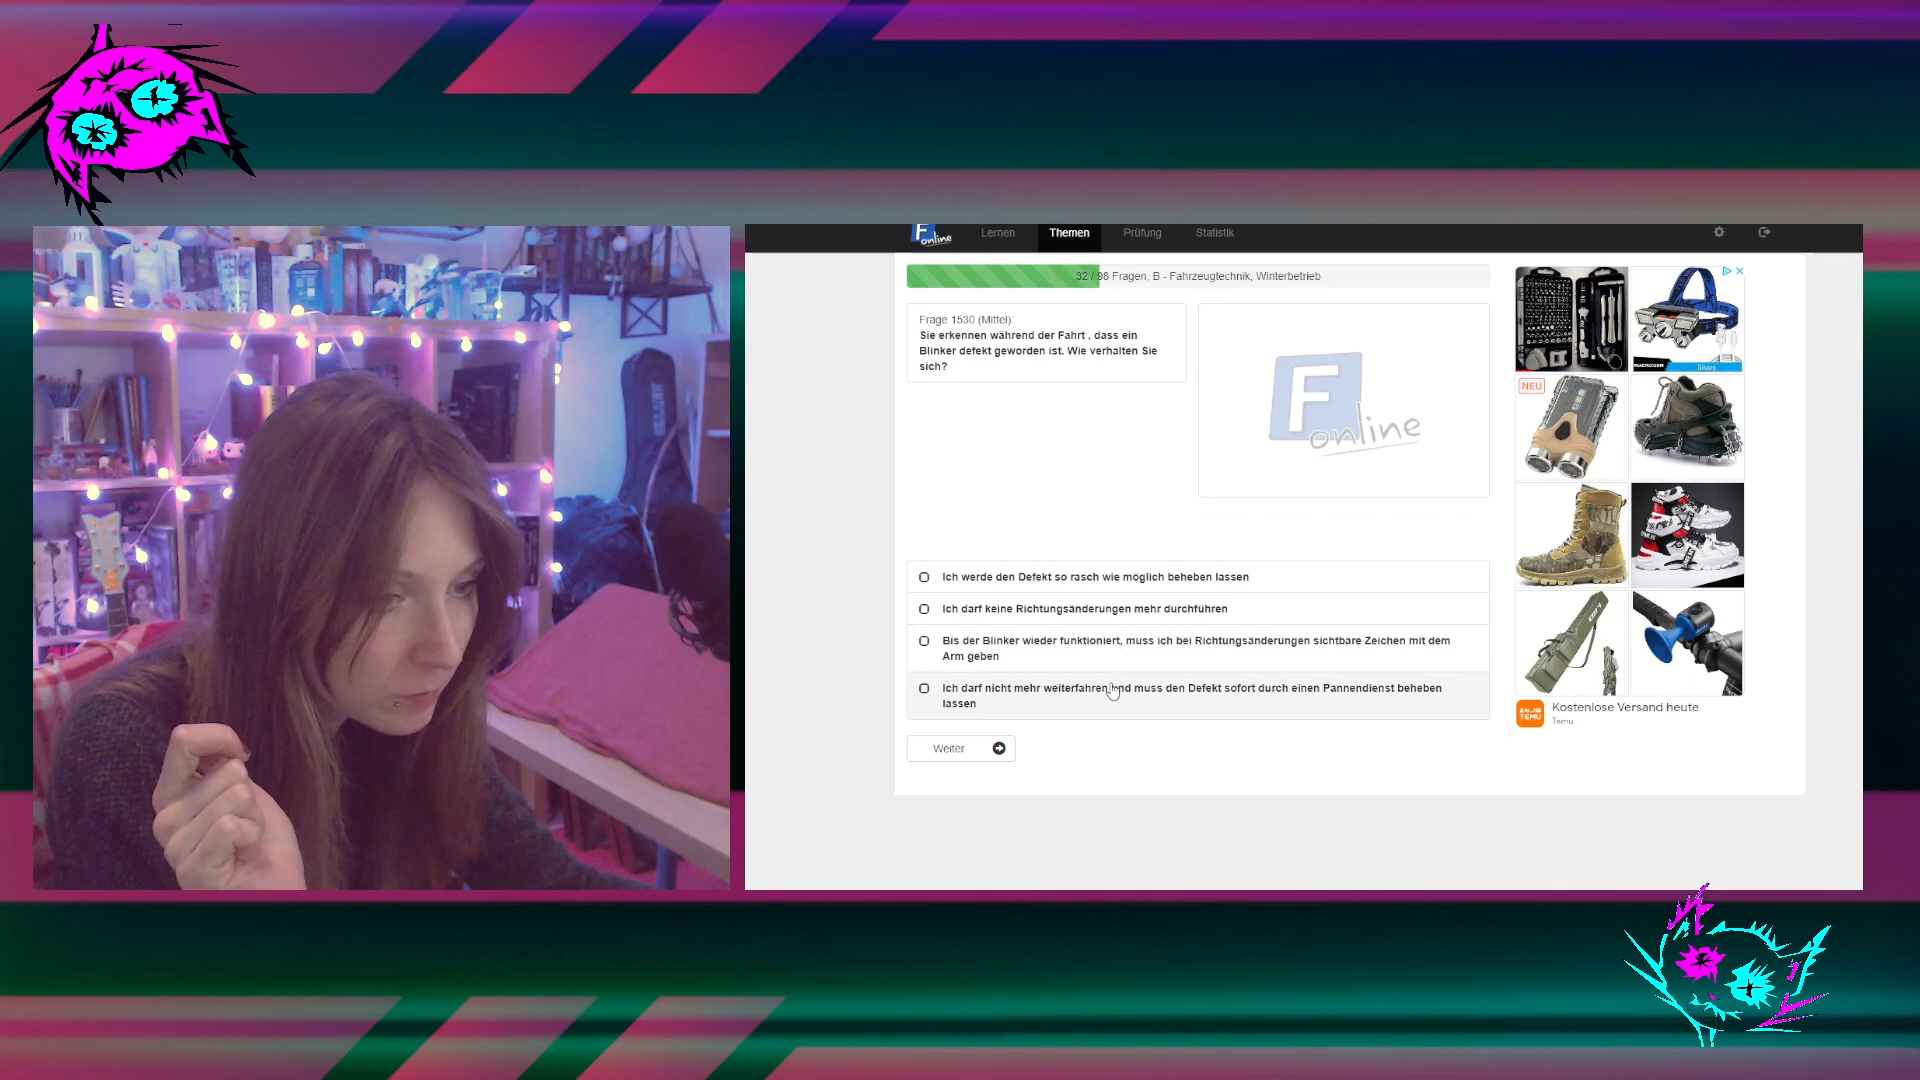 F online
Lernen
Themen
Prüfung
Statistik
32 / 98 Fragen, B - Fahrzeugtechnik, Winterbetrieb
Frage 1530 (Mittel):
Sie erkennen während der Fahrt , dass ein
Blinker defekt geworden ist. Wie verhalten Sie
sich?
F online
Ich werde den Defekt so rasch wie möglich beheben lassen
Ich darf keine Richtungsänderungen mehr durchführen
Bis der Blinker wieder funktioniert, muss ich bei Richtungsänderungen sichtbare Zeichen mit dem
Arm geben
Ich darf nicht mehr weiterfahren und muss den Defekt sofort durch einen Pannendienst beheben
lassen
Weiter
NEU
Kostenlose Versand heute
Temu
TEMU